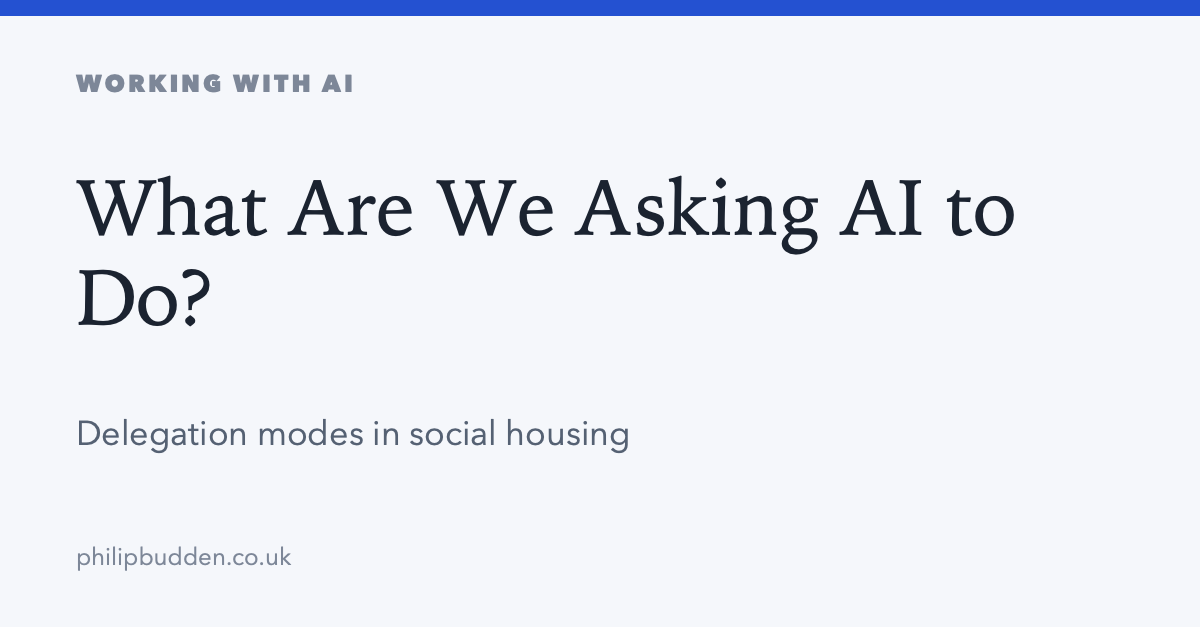 WORKING WITH AI
What Are We Asking AI to
Do?
Delegation modes in social housing
philipbudden.co.uk